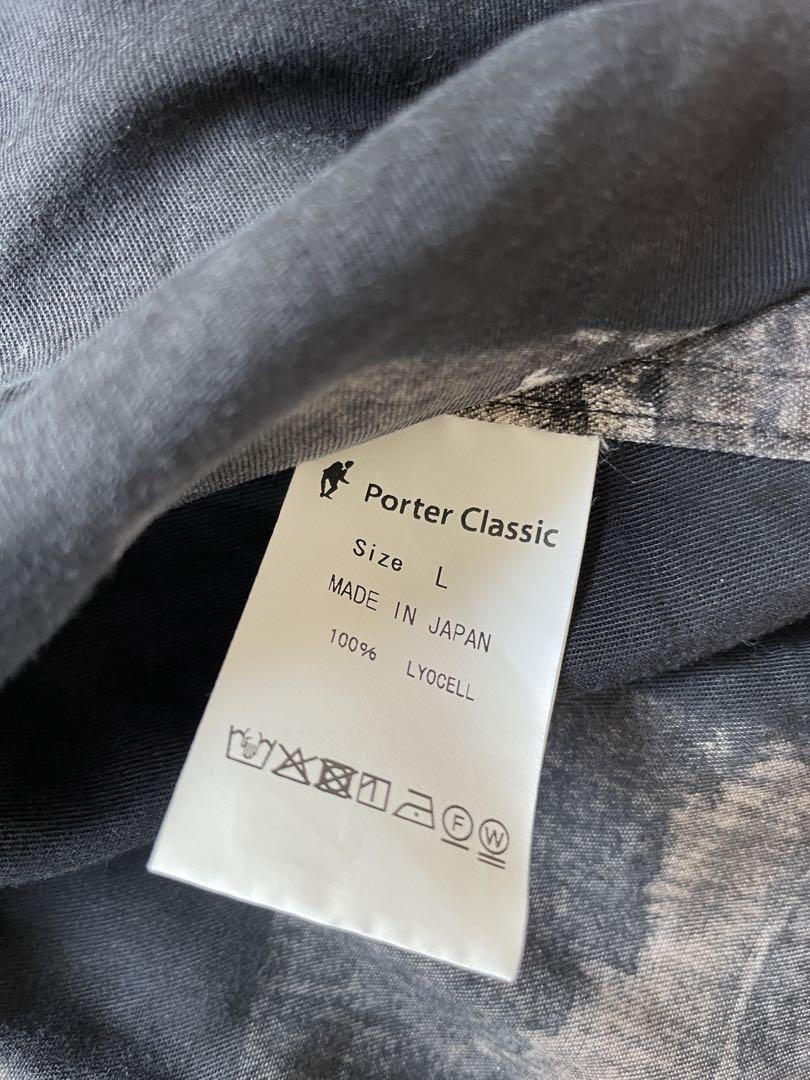 Porter Classic
Size L
MADE IN JAPAN
100% LYOCELL
F W